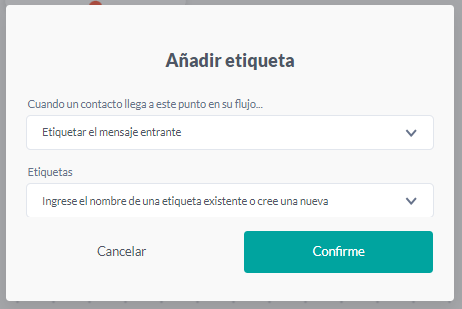 Añadir etiqueta
Cuando un contacto llega a este punto en su flujo...
Etiquetar el mensaje entrante
Etiquetas
Ingrese el nombre de una etiqueta existente o cree una nueva
Cancelar
Confirme